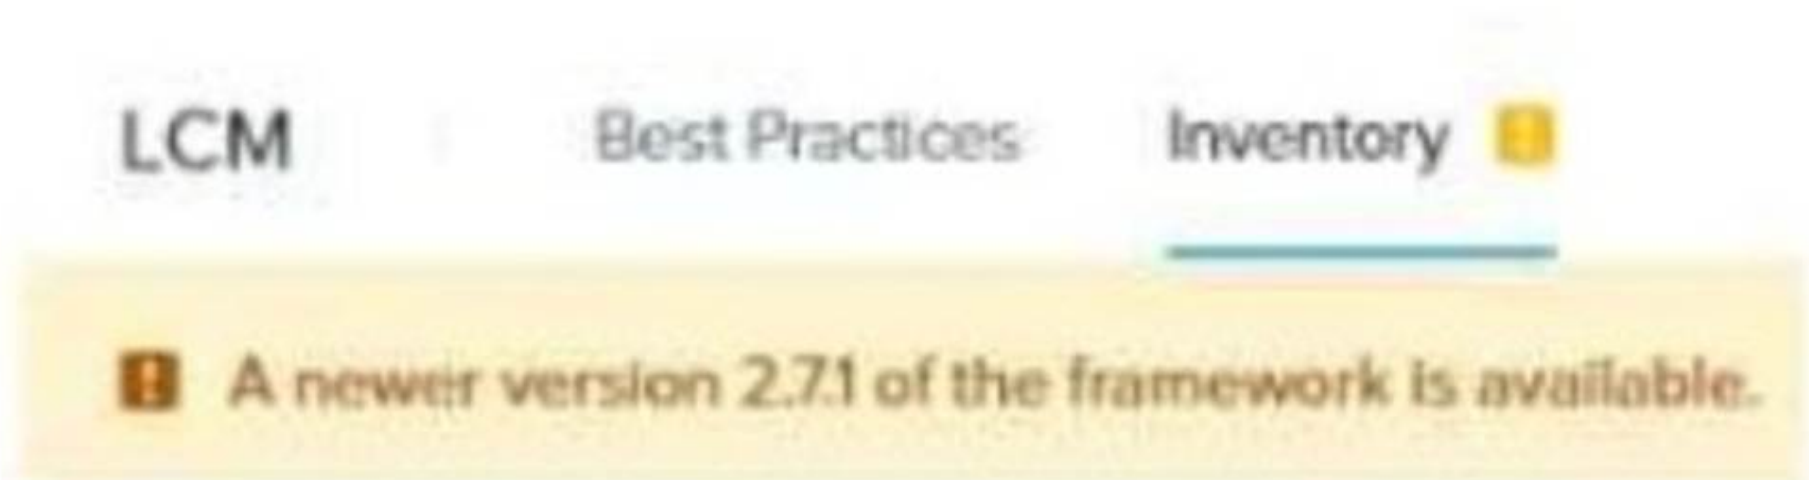 LCM Best Practices Inventory
A newer version 2.7.1 of the framework is available.